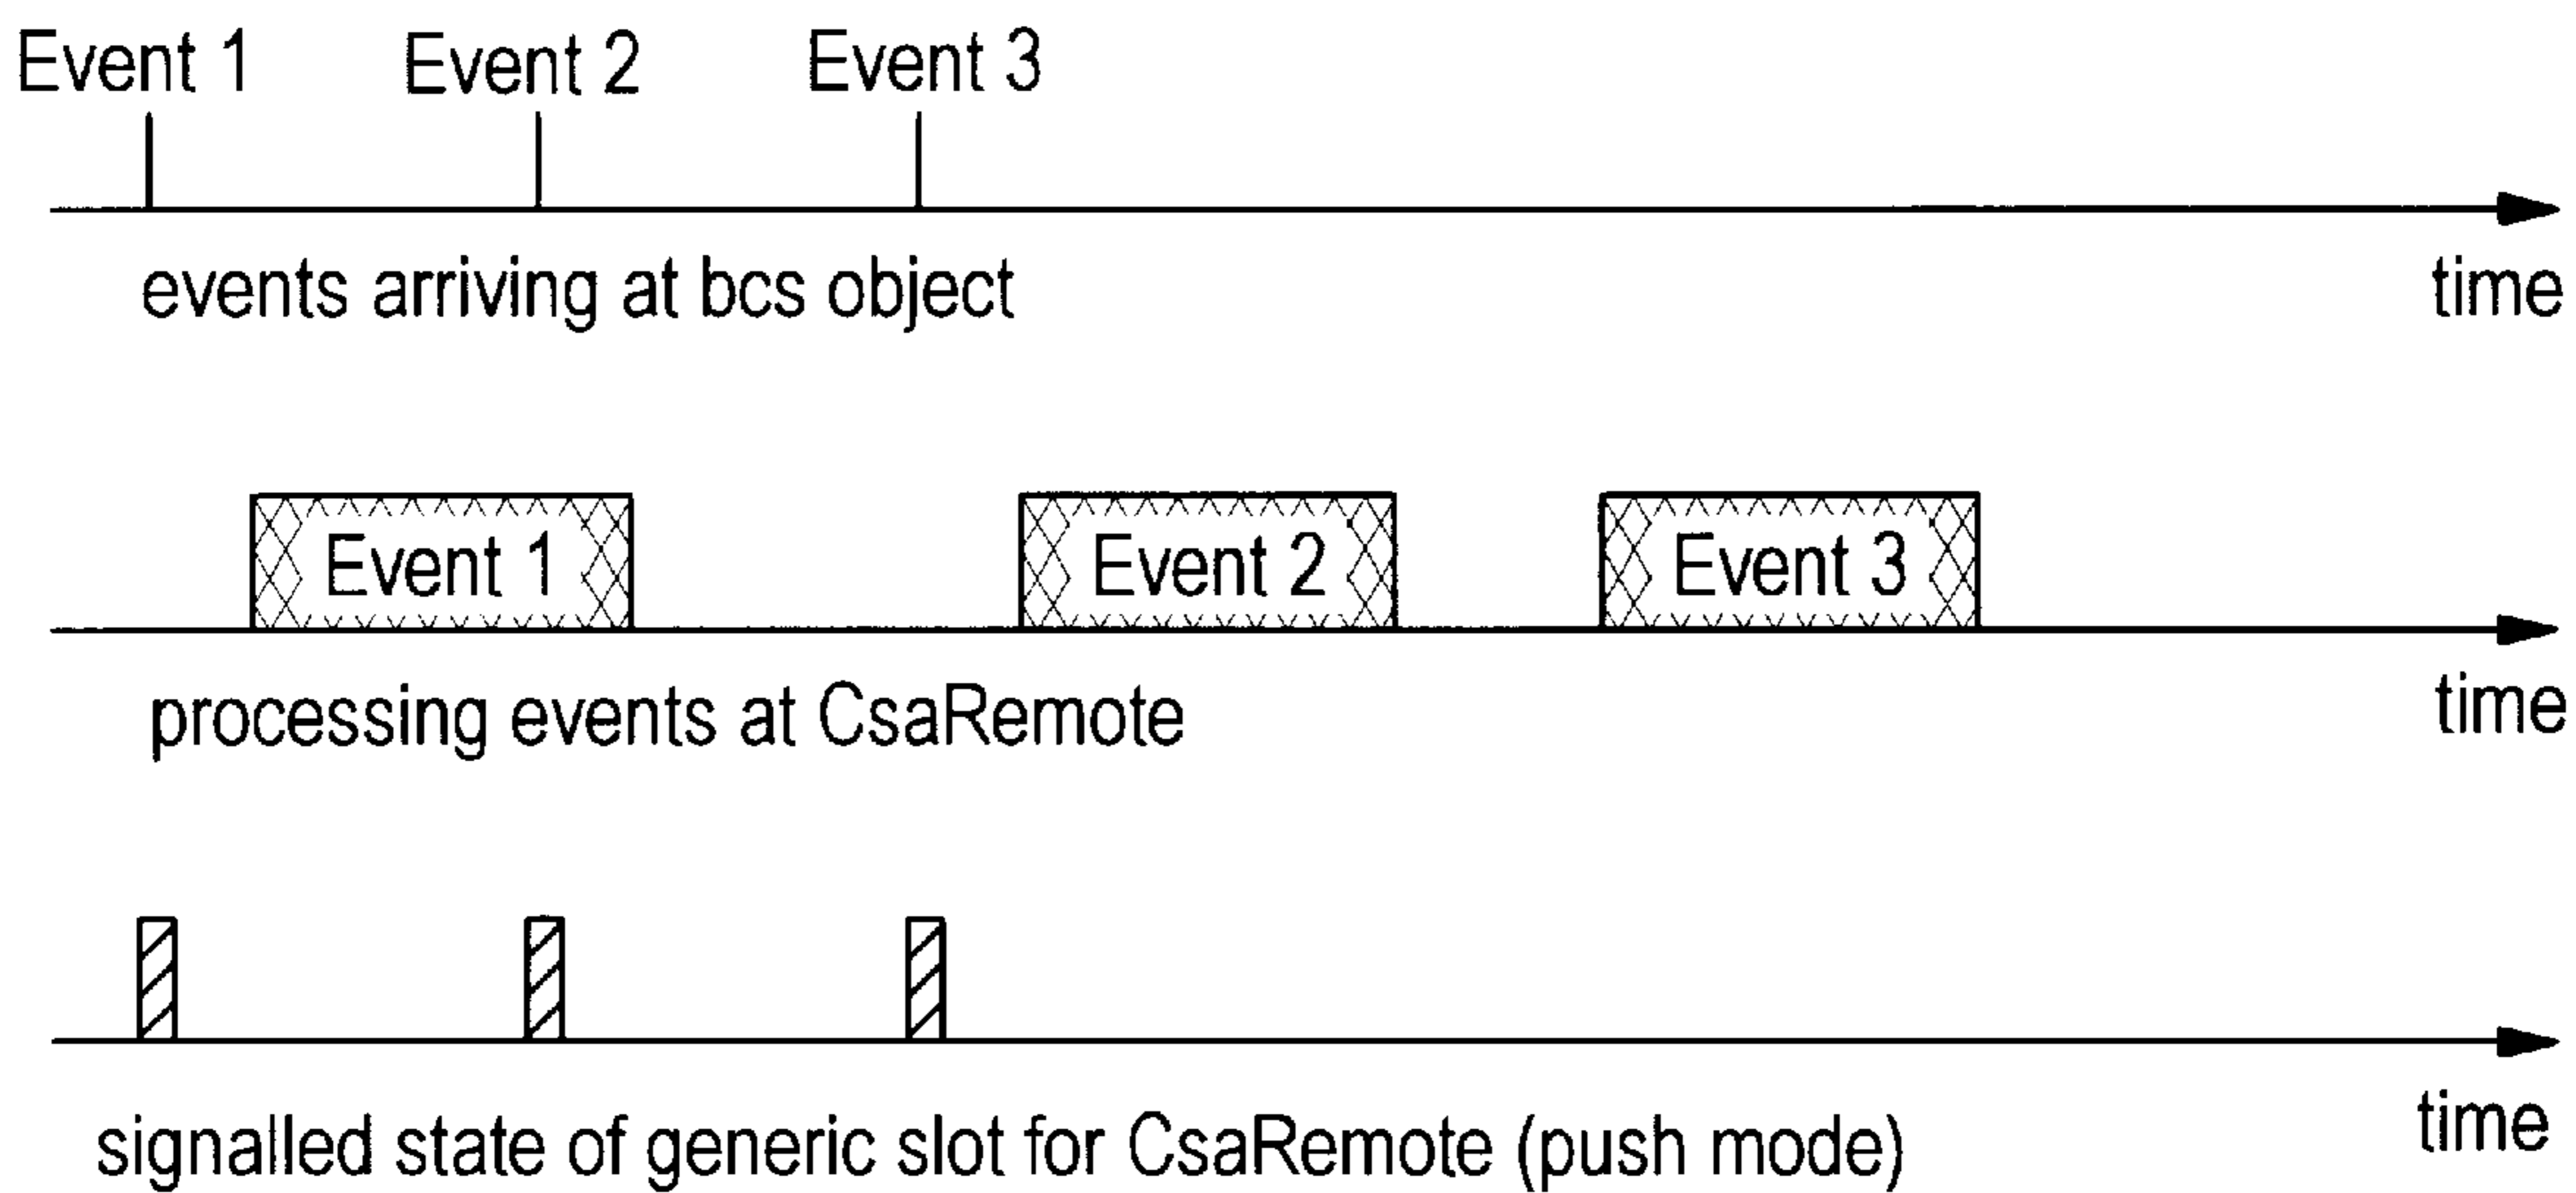 Event 1 Event 2 Event 3
events arriving at bcs object time
Event 1 Event 2 Event 3
processing events at CsaRemote time
signalled state of generic slot for CsaRemote (push mode) time